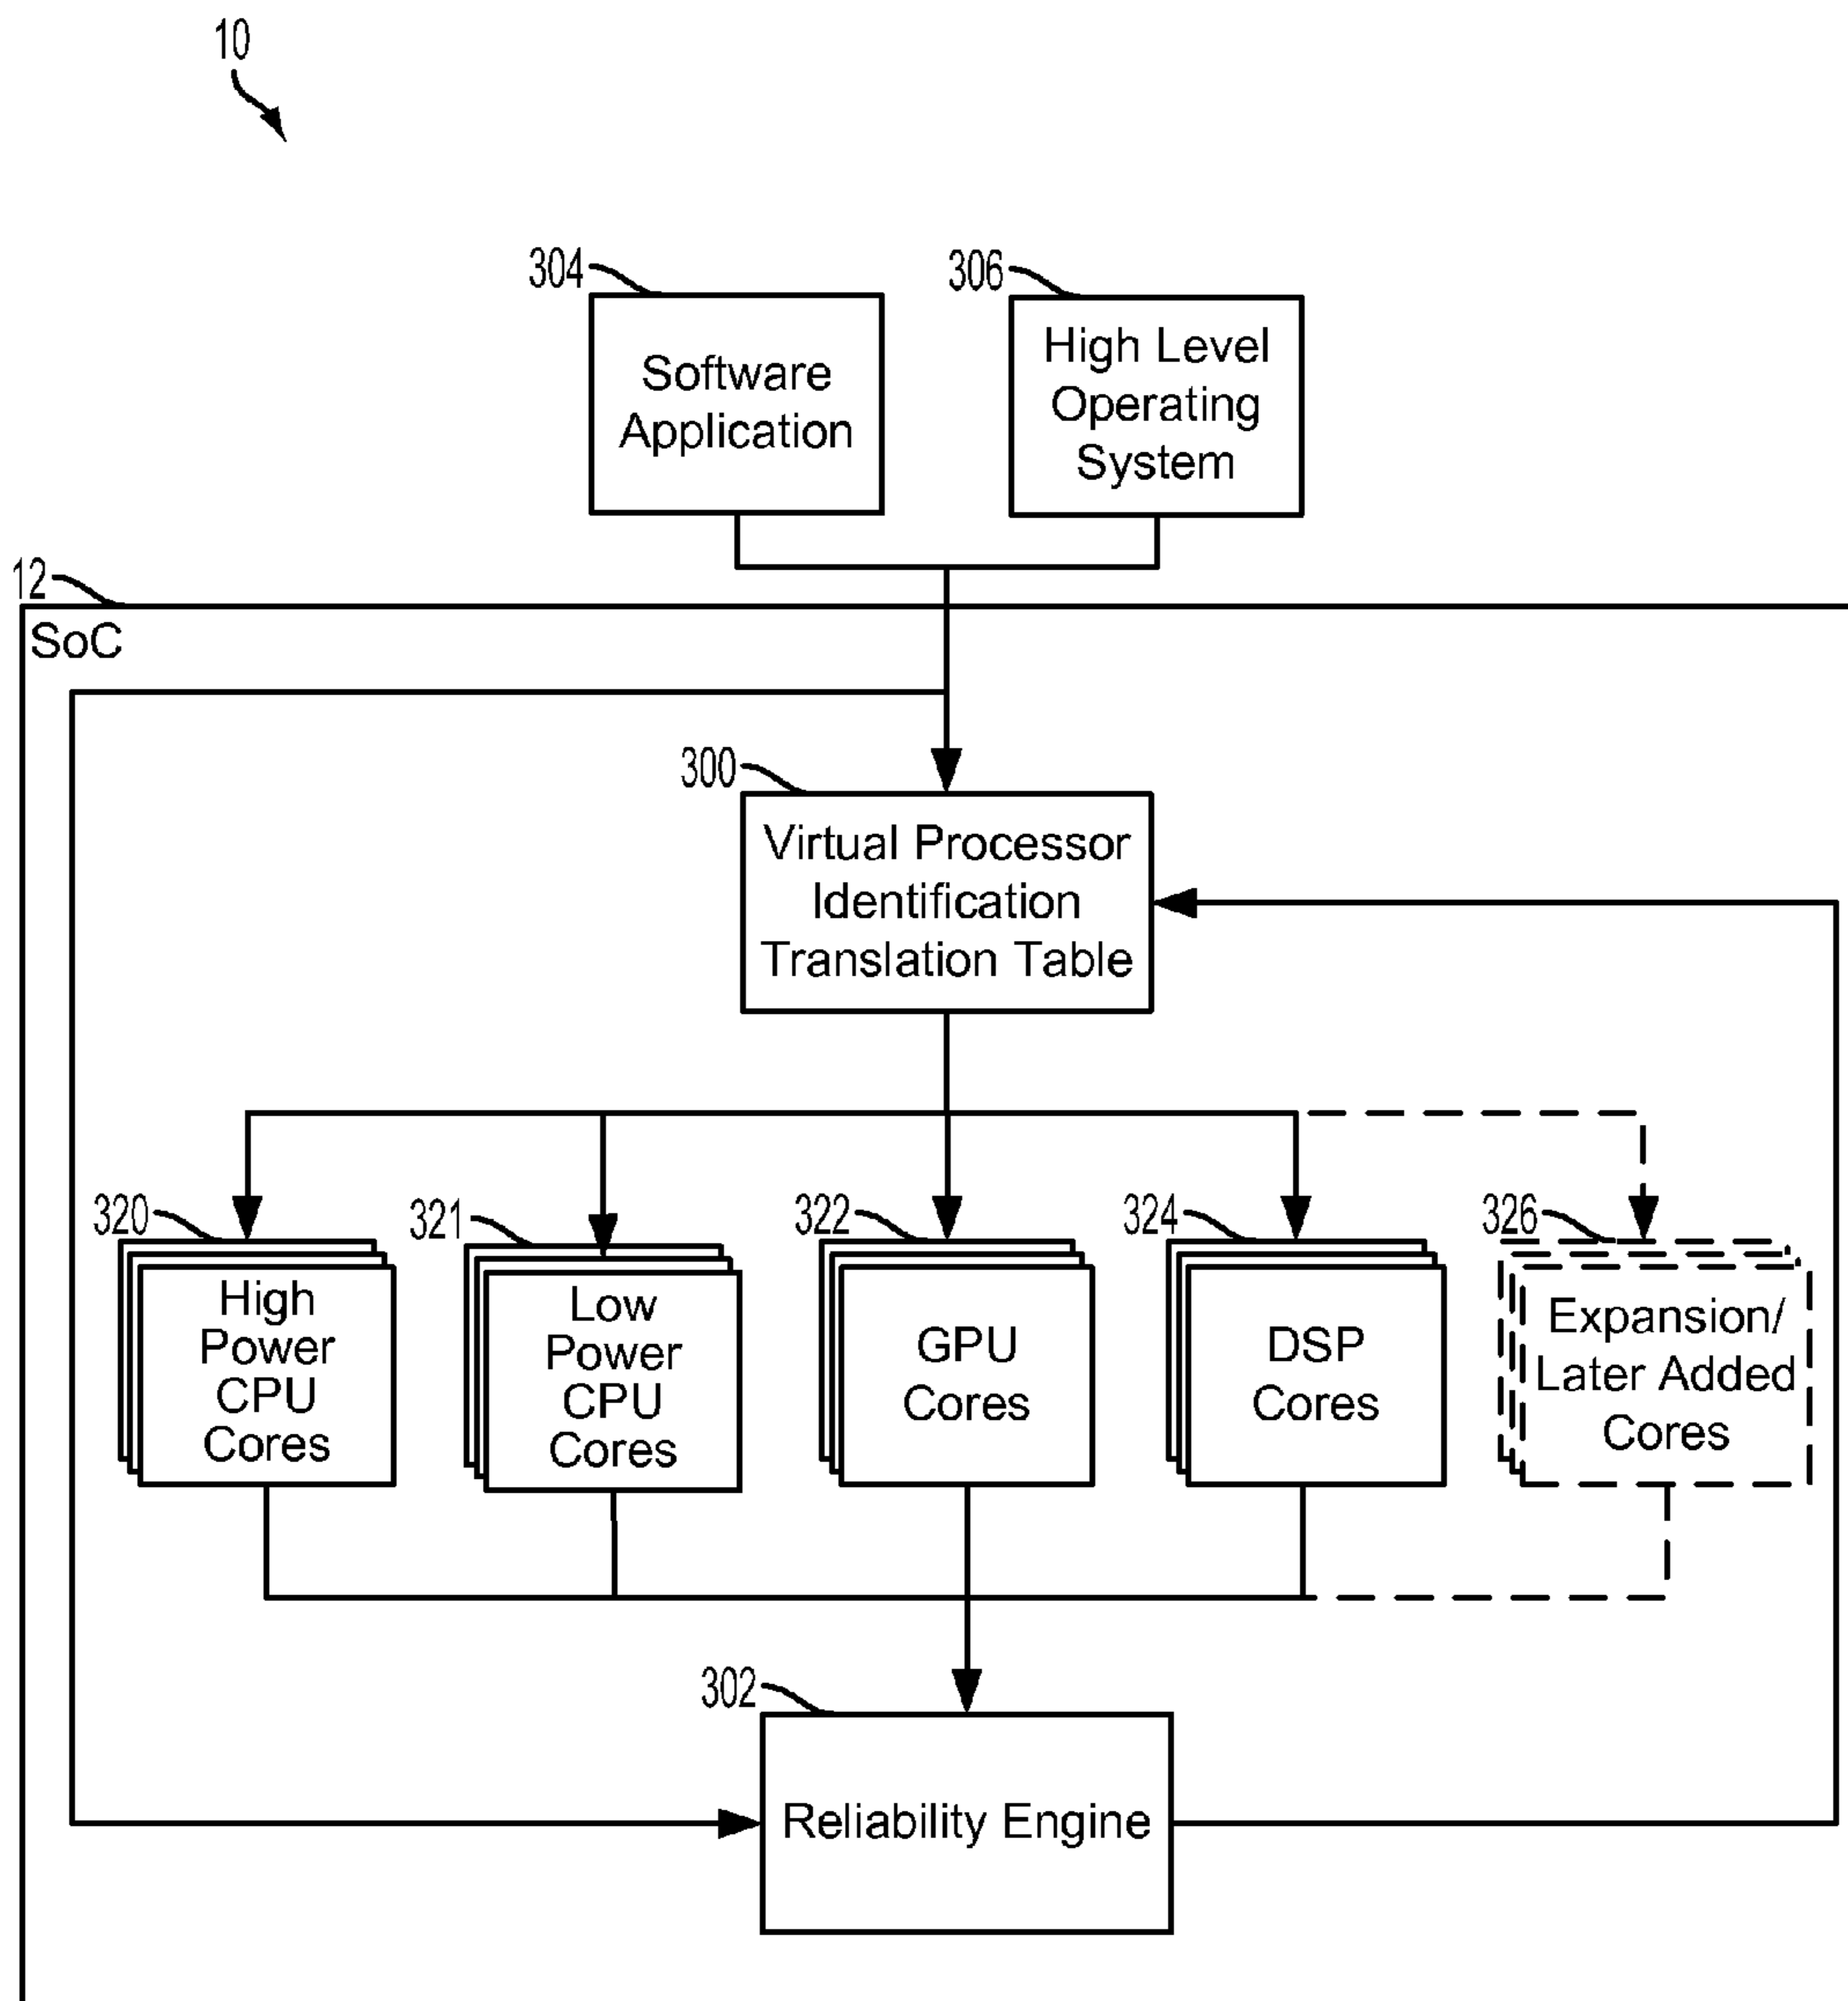 10
304
Software
Application
306
High Level
Operating
System
12
SoC
300
Virtual Processor
Identification
Translation Table
320
High
Power
CPU
Cores
321
Low
Power
CPU
Cores
322
GPU
Cores
324
DSP
Cores
326
Expansion/
Later Added
Cores
302
Reliability Engine